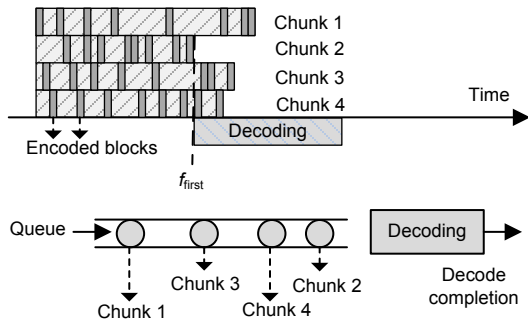 Chunk 1
Chunk 2
Chunk 3
Chunk 4
Time
Decoding
Encoded blocks
f first
Queue
Decoding
Chunk 3
Chunk 2
Chunk 1
Chunk 4
Decode
completion